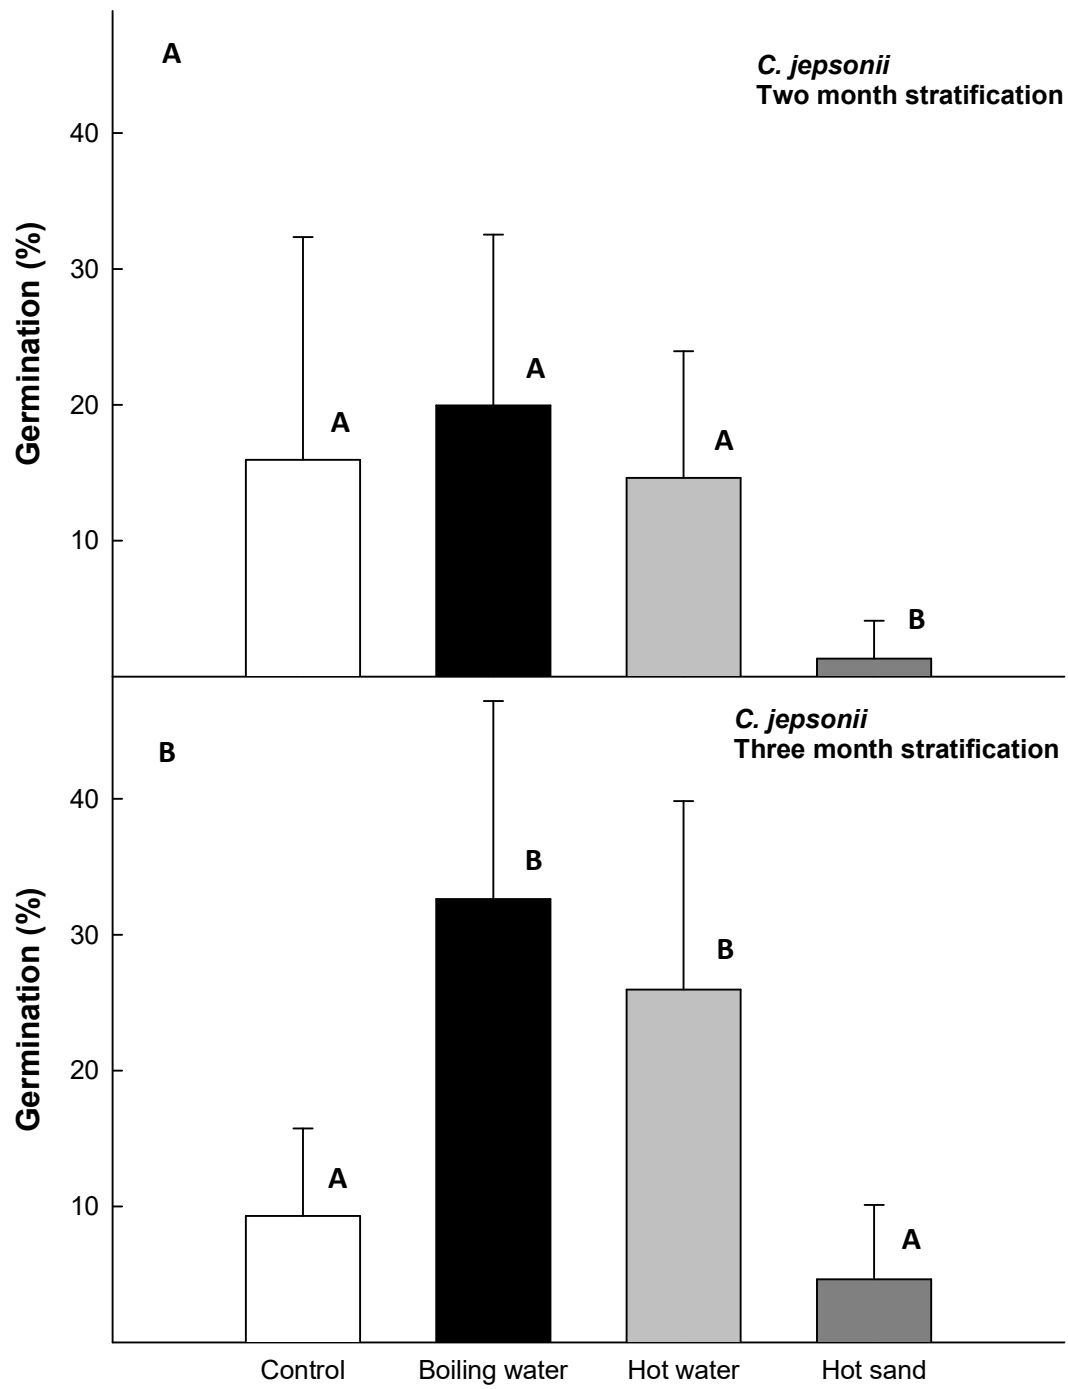 A
C. jepsonii
Two month stratification
40
30
20
10
Germination (%)
A
A
A
B
B
C. jepsonii
Three month stratification
40
30
20
10
Germination (%)
A
B
B
A
Control
Boiling water
Hot water
Hot sand